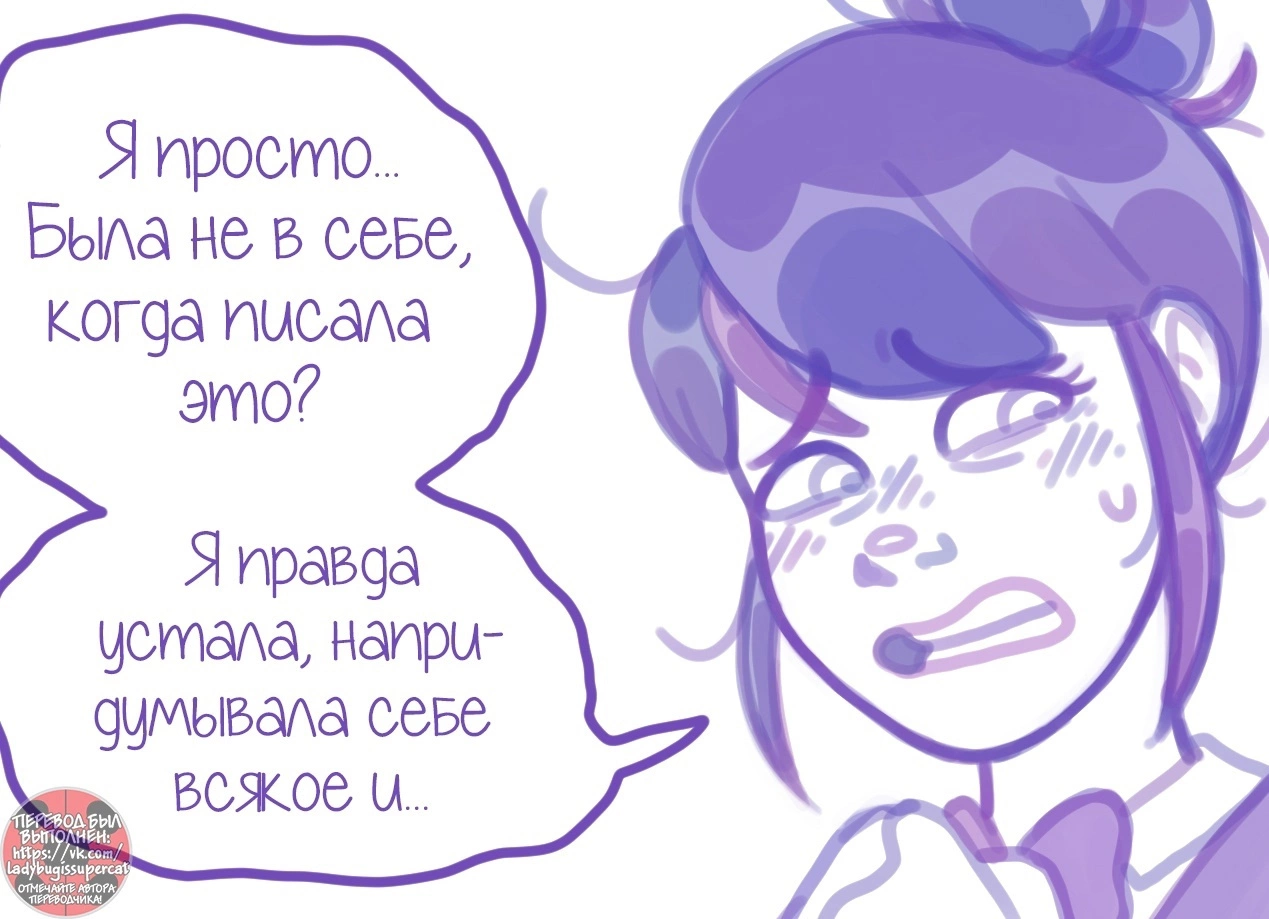 Я просто...
Была не в себе,
когда писала
это?
Я правда
устала, напри-
думывала себе
всякое и...
ПЕРЕВОД БЫЛ
ВЫПОЛНЕН:
https://vk.com/
ladybugissupercat
ОТМЕЧАЙТЕ АВТОРА
ПЕРЕВОДЧИКА!